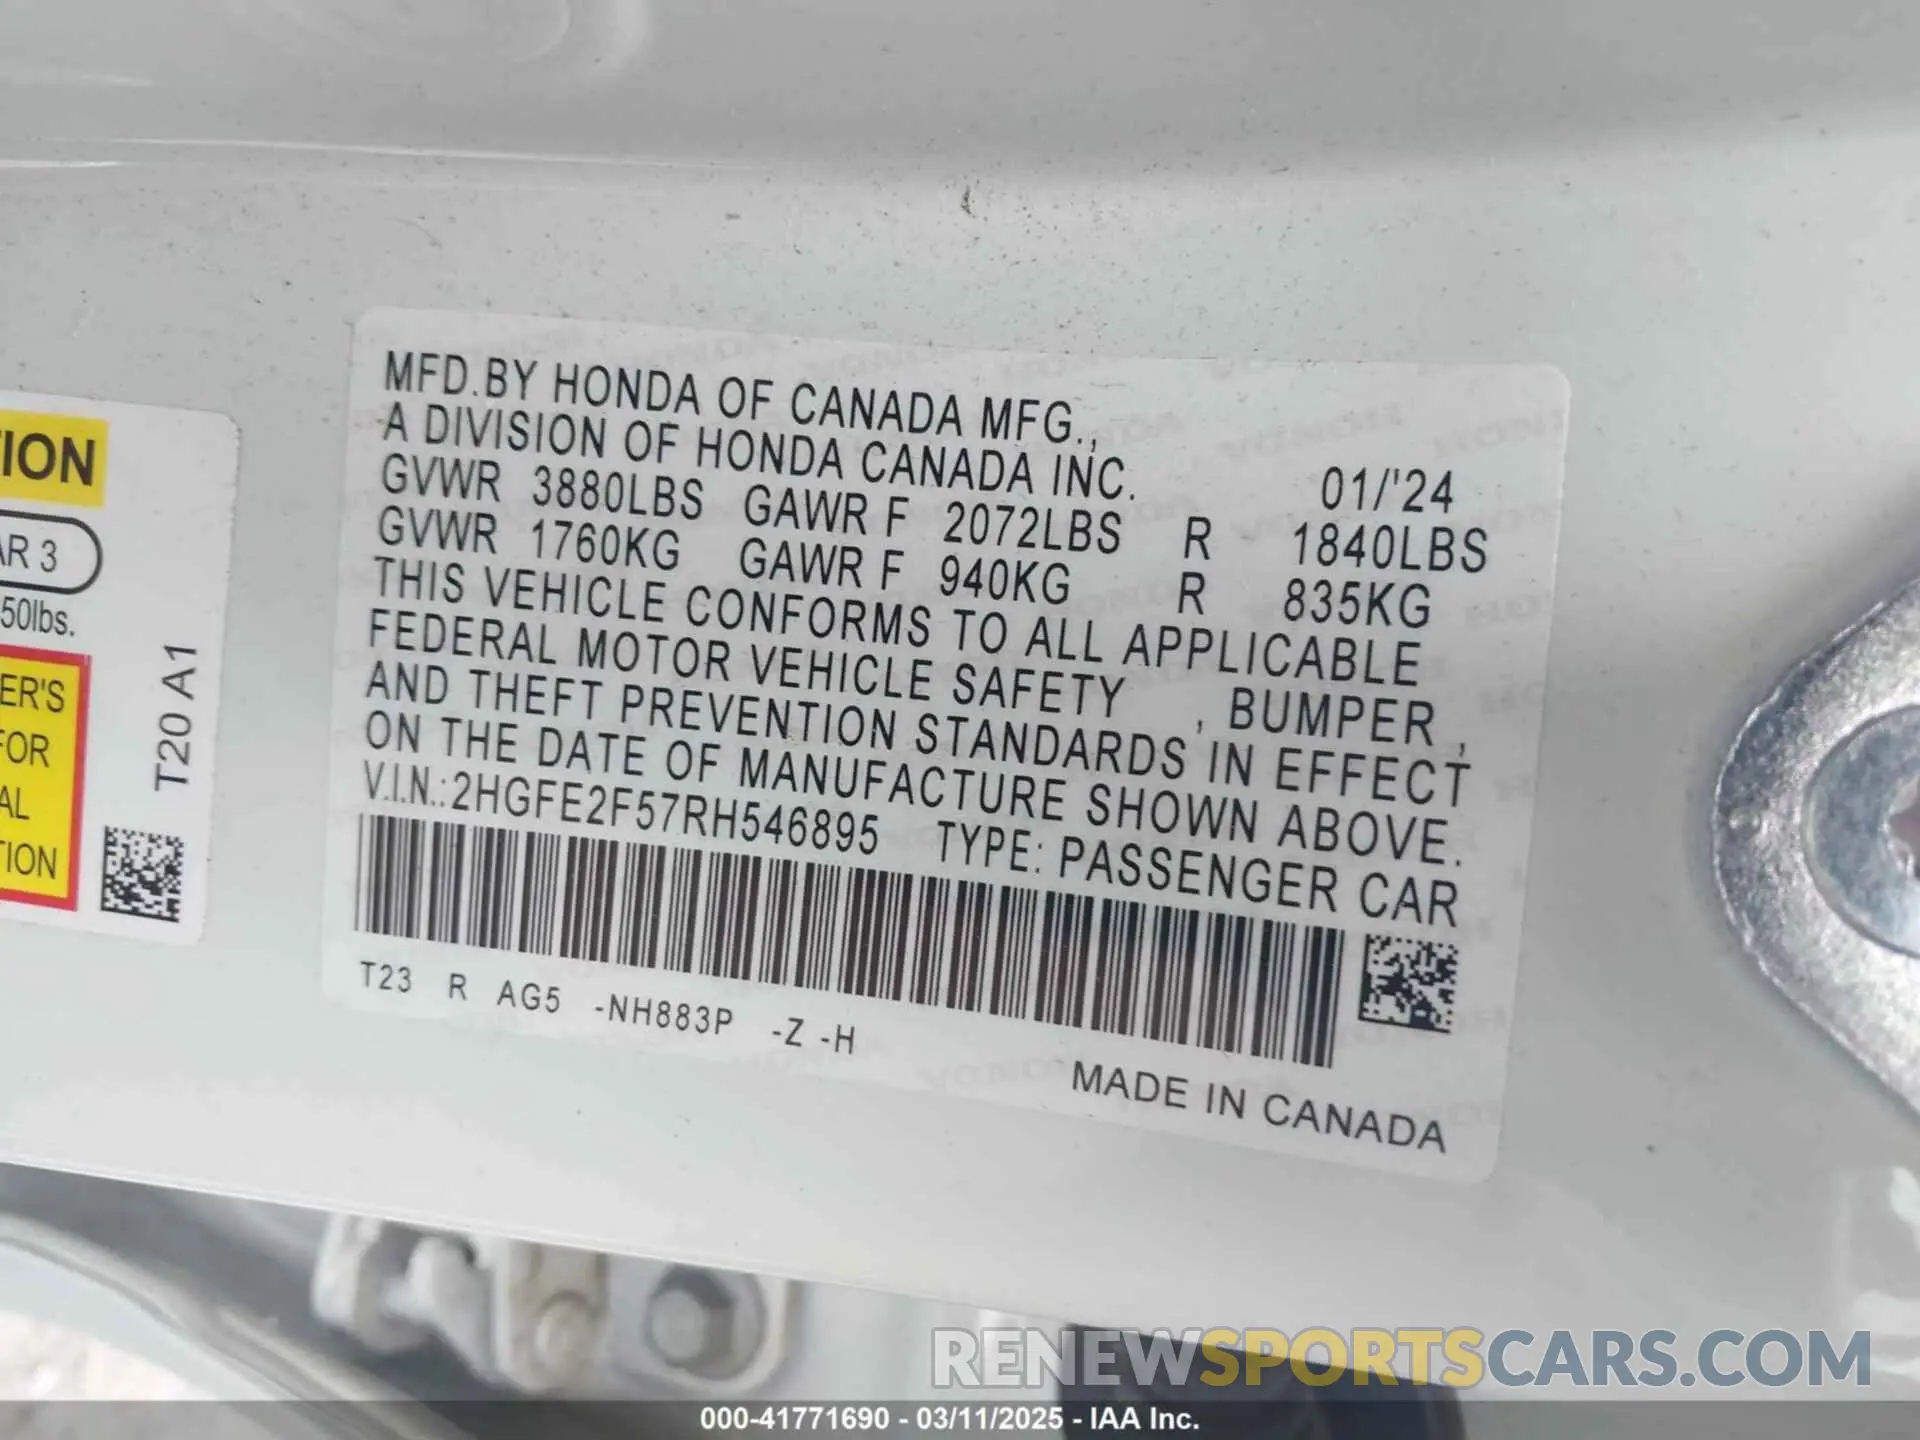 MFD.BY HONDA OF CANADA MFG.,
A DIVISION OF HONDA CANADA INC. 01/'24
GVWR 3880LBS GAWR F 2072LBS R 1840LBS
GVWR 1760KG GAWR F 940KG R 835KG
THIS VEHICLE CONFORMS TO ALL APPLICABLE
FEDERAL MOTOR VEHICLE SAFETY , BUMPER ,
AND THEFT PREVENTION STANDARDS IN EFFECT
ON THE DATE OF MANUFACTURE SHOWN ABOVE.
V.I.N.:2HGFE2F57RH546895 TYPE: PASSENGER CAR
T23 R AG5 -NH883P -Z -H
MADE IN CANADA
TION
AR 3
50lbs.
ER'S
FOR
AL
TION
T20 A1
RENEWSPORTSCARS.COM
000-41771690 - 03/11/2025 - IAA Inc.